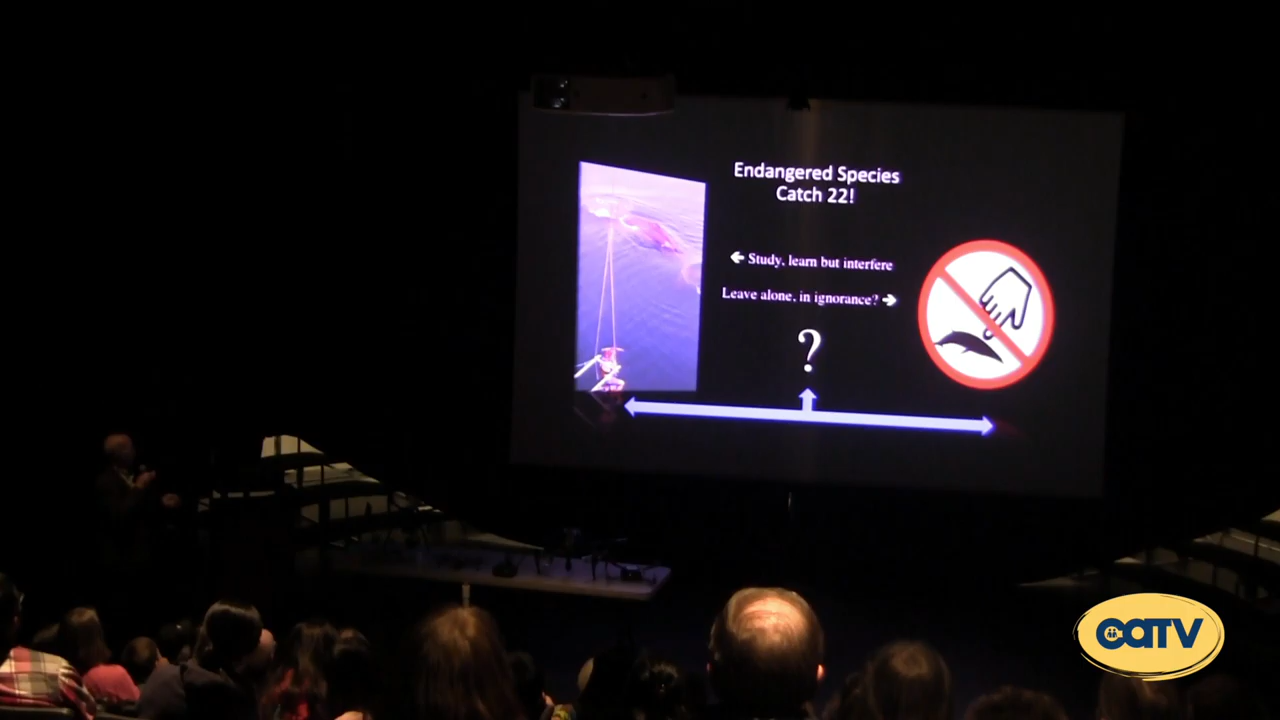 Endangered Species
Catch 22!
← Study, learn but interfere
Leave alone, in ignorance? →
?
CATV